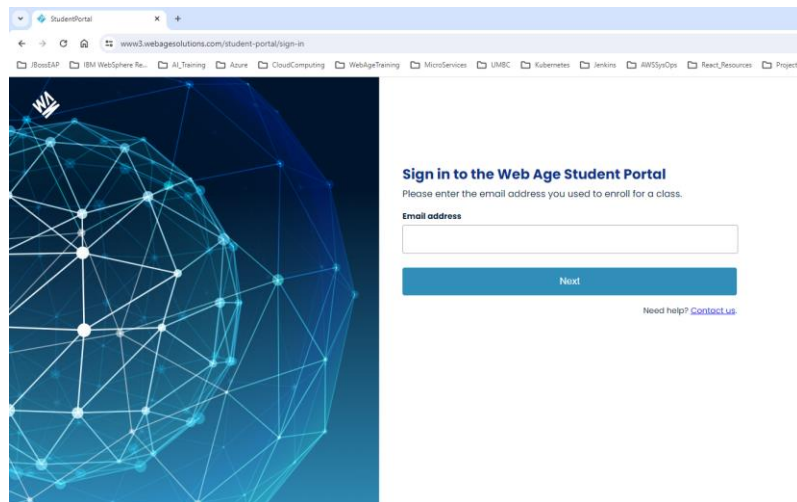 StudentPortal
www3.webagesolutions.com/student-portal/sign-in
JBossEAP IBM WebSphere Re... AI_Training Azure CloudComputing WebAgeTraining MicroServices UMBC Kubernetes Jenkins AWSSysOps React_Resources Project
WA
Sign in to the Web Age Student Portal
Please enter the email address you used to enroll for a class.
Email address
Next
Need help? Contact us.